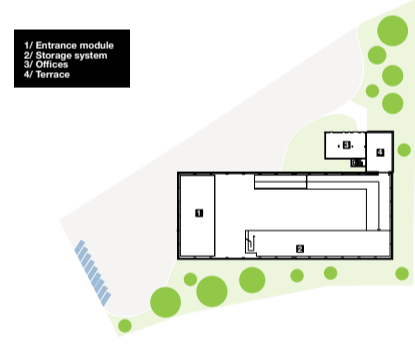 1/ Entrance module
2/ Storage system
3/ Offices
4/ Terrace
3
4
1
2